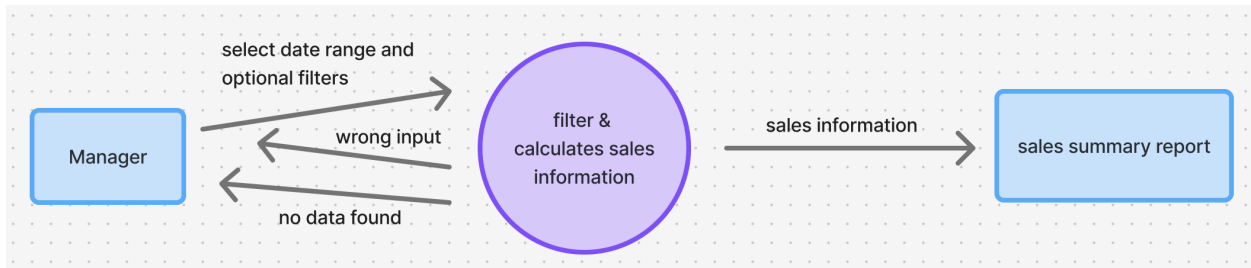 select date range and
optional filters
Manager
wrong input
no data found
filter &
calculates sales
information
sales information
sales summary report